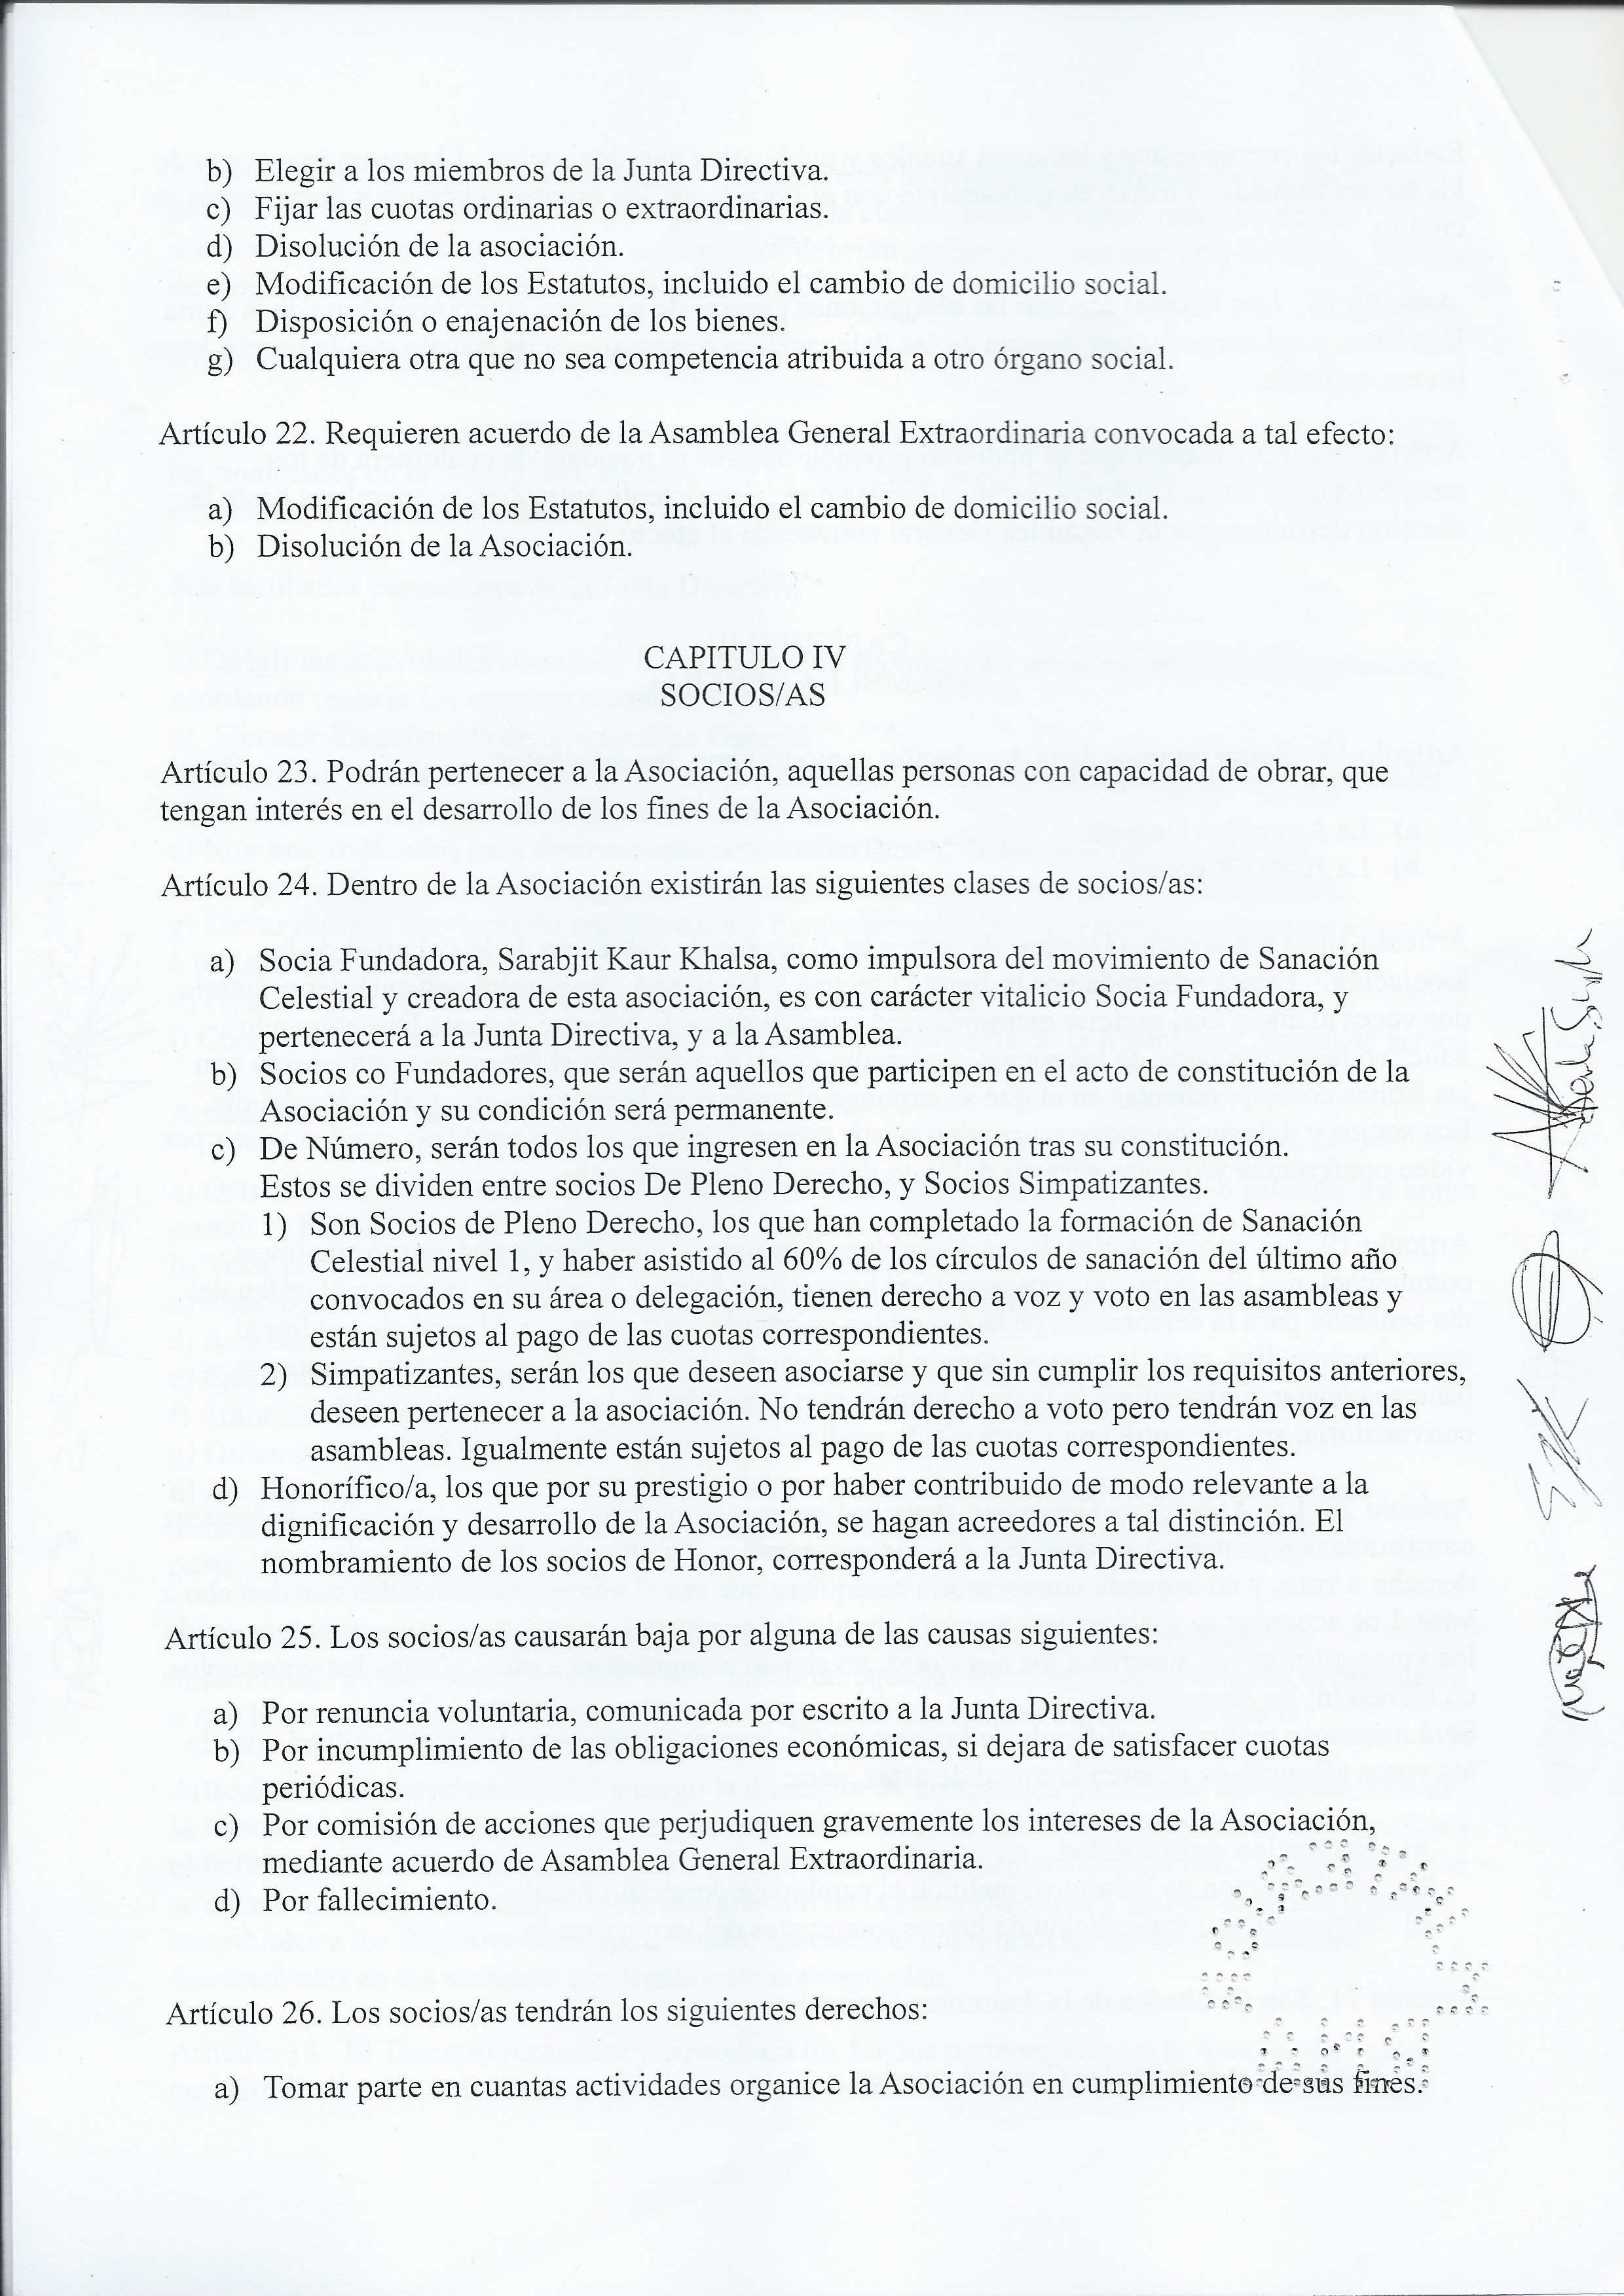 b) Elegir a los miembros de la Junta Directiva.
c) Fijar las cuotas ordinarias o extraordinarias.
d) Disolución de la asociación.
e) Modificación de los Estatutos, incluido el cambio de domicilio social.
f) Disposición o enajenación de los bienes.
g) Cualquiera otra que no sea competencia atribuida a otro órgano social.
Artículo 22. Requieren acuerdo de la Asamblea General Extraordinaria convocada a tal efecto:
a) Modificación de los Estatutos, incluido el cambio de domicilio social.
b) Disolución de la Asociación.
CAPITULO IV
SOCIOS/AS
Artículo 23. Podrán pertenecer a la Asociación, aquellas personas con capacidad de obrar, que
tengan interés en el desarrollo de los fines de la Asociación.
Artículo 24. Dentro de la Asociación existirán las siguientes clases de socios/as:
a) Socia Fundadora, Sarabjit Kaur Khalsa, como impulsora del movimiento de Sanación
Celestial y creadora de esta asociación, es con carácter vitalicio Socia Fundadora, y
pertenecerá a la Junta Directiva, y a la Asamblea.
b) Socios co Fundadores, que serán aquellos que participen en el acto de constitución de la
Asociación y su condición será permanente.
c) De Número, serán todos los que ingresen en la Asociación tras su constitución.
Estos se dividen entre socios De Pleno Derecho, y Socios Simpatizantes.
1) Son Socios de Pleno Derecho, los que han completado la formación de Sanación
Celestial nivel 1, y haber asistido al 60% de los círculos de sanación del último año
convocados en su área o delegación, tienen derecho a voz y voto en las asambleas y
están sujetos al pago de las cuotas correspondientes.
2) Simpatizantes, serán los que deseen asociarse y que sin cumplir los requisitos anteriores,
deseen pertenecer a la asociación. No tendrán derecho a voto pero tendrán voz en las
asambleas. Igualmente están sujetos al pago de las cuotas correspondientes.
d) Honorífico/a, los que por su prestigio o por haber contribuido de modo relevante a la
dignificación y desarrollo de la Asociación, se hagan acreedores a tal distinción. El
nombramiento de los socios de Honor, corresponderá a la Junta Directiva.
Artículo 25. Los socios/as causarán baja por alguna de las causas siguientes:
a) Por renuncia voluntaria, comunicada por escrito a la Junta Directiva.
b) Por incumplimiento de las obligaciones económicas, si dejara de satisfacer cuotas
periódicas.
c) Por comisión de acciones que perjudiquen gravemente los intereses de la Asociación,
mediante acuerdo de Asamblea General Extraordinaria.
d) Por fallecimiento.
Artículo 26. Los socios/as tendrán los siguientes derechos:
a) Tomar parte en cuantas actividades organice la Asociación en cumplimiento de sus fines.